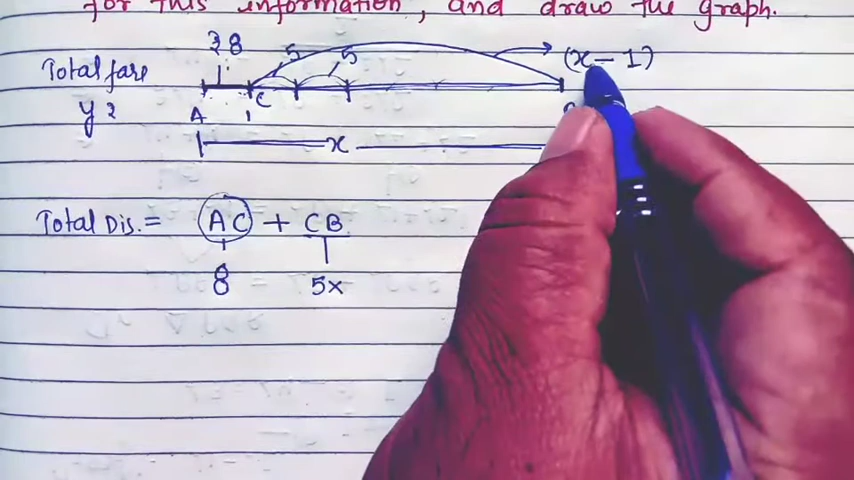 for this information, and draw the graph.
₹8
5 5 (x-1)
Total fare
C
y ? A 1
x
Total Dis. = AC + CB
8 5x